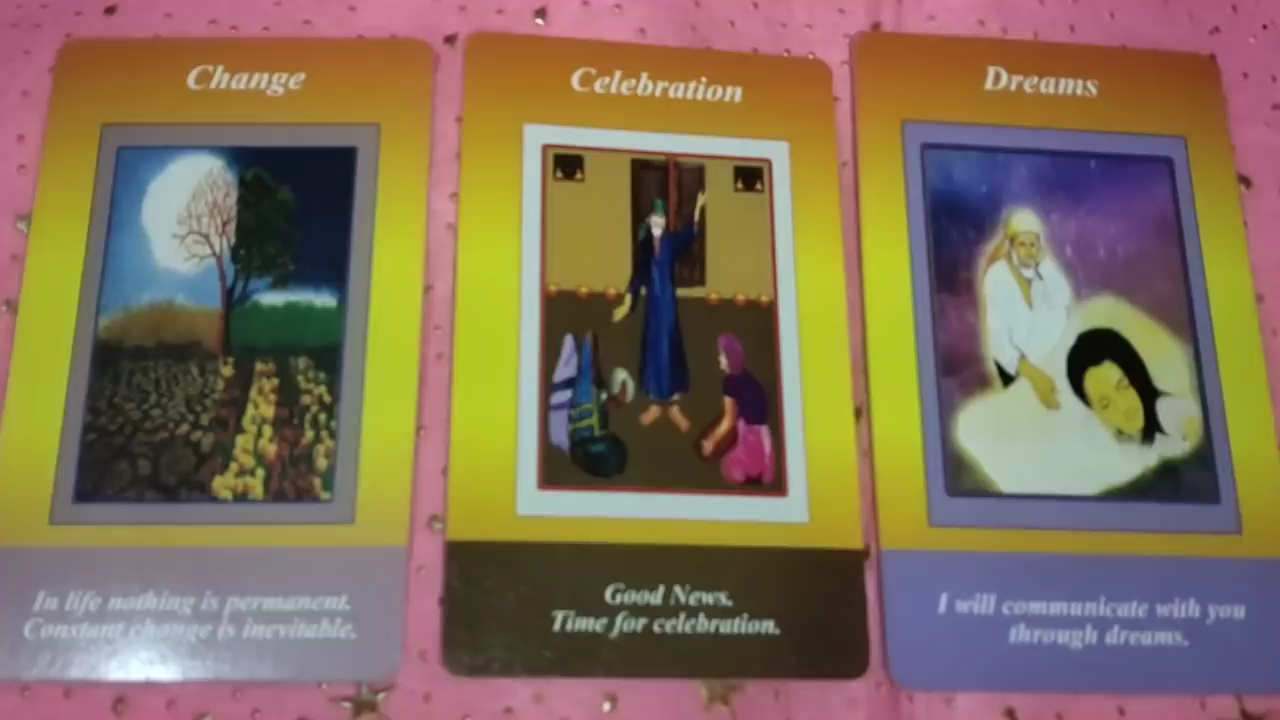 Change
In life nothing is permanent.
Constant change is inevitable.
Celebration
Good News.
Time for celebration.
Dreams
I will communicate with you
through dreams.